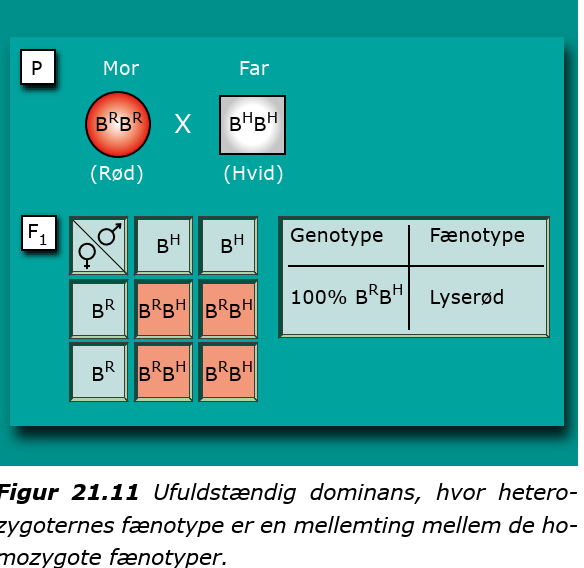 P Mor Far
BᴿBᴿ X BᴴBᴴ
(Rød) (Hvid)
F₁ ♀ ♂ Bᴴ Bᴴ
Bᴿ BᴿBᴴ BᴿBᴴ
Bᴿ BᴿBᴴ BᴿBᴴ
Genotype Fænotype
100% BᴿBᴴ Lyserød
Figur 21.11 Ufuldstændig dominans, hvor hetero-
zygoternes fænotype er en mellemting mellem de ho-
mozygote fænotyper.